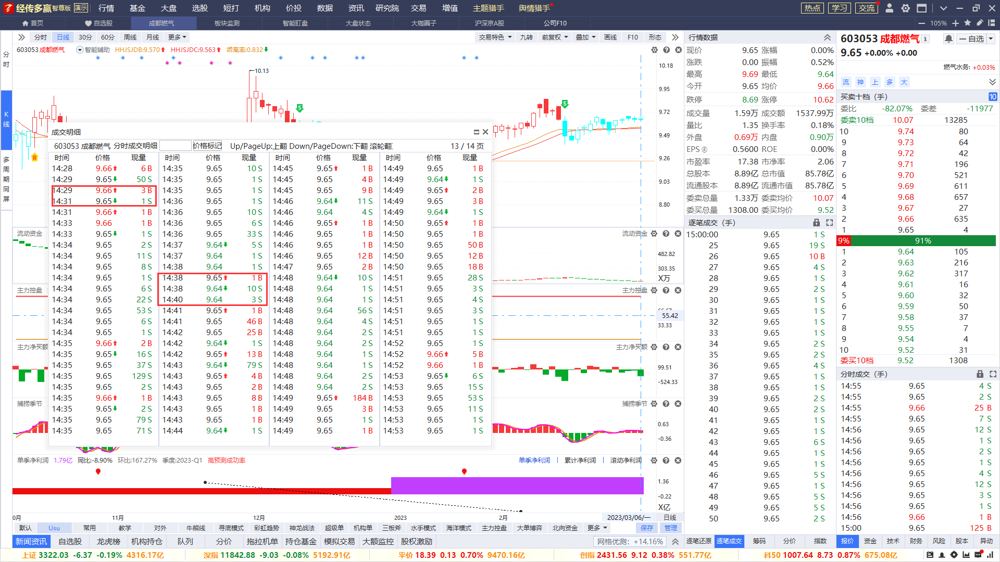 经传多赢 智尊版 演示 行情 基金 大盘 选股 短打 机构 价投 数据 资讯 研究院 交易 增值 主题猎手 舆情猎手 热点 学习 交流
首页 自选股 成都燃气 板块监测 智能盯盘 大盘状态 大咖圈子 沪深京A股 公司F10 105%
分时 日线 30分 60分 周线 月线 更多 交易特色 九转 前复权 叠加 画线 F10 形态
603053 成都燃气 智能辅助 HHJSJDB:9.570 HHJSJDC:9.563 乖离率:0.832
分时
K线
多周期同屏
10.13
10.18
9.95
9.72
9.49
9.26
9.03
8.80
成交明细
603053 成都燃气 分时成交明细 价格标记 Up/PageUp:上翻 Down/PageDown:下翻 滚轮翻 13 / 14 页
时间 价格 现量 时间 价格 现量 时间 价格 现量 时间 价格 现量
14:28 9.66 6 B 14:35 9.65 10 S 14:45 9.65 1 B 14:49 9.65 1 B
14:29 9.65 50 S 14:35 9.65 1 S 14:45 9.65 4 B 14:49 9.64 1 S
14:29 9.66 3 B 14:35 9.65 1 S 14:45 9.65 9 B 14:49 9.65 2 B
14:31 9.65 1 S 14:36 9.65 1 S 14:46 9.64 11 S 14:49 9.65 3 B
14:31 9.66 1 B 14:36 9.65 10 S 14:46 9.64 4 S 14:49 9.64 1 S
14:33 9.66 1 B 14:36 9.65 6 S 14:46 9.65 1 B 14:50 9.65 1 B
14:33 9.65 1 S 14:36 9.65 33 S 14:46 9.65 1 B 14:50 9.65 1 B
14:34 9.65 2 S 14:37 9.64 5 S 14:46 9.65 1 B 14:50 9.65 50 B
14:34 9.65 11 S 14:37 9.64 1 S 14:46 9.65 12 B 14:50 9.65 12 B
14:34 9.65 8 S 14:38 9.64 1 S 14:47 9.65 2 B 14:50 9.65 18 B
14:34 9.65 1 S 14:38 9.65 1 B 14:48 9.64 10 S 14:51 9.65 28 S
14:34 9.65 6 S 14:38 9.64 10 S 14:48 9.64 1 S 14:51 9.65 3 S
14:34 9.65 22 S 14:40 9.64 3 S 14:48 9.64 1 S 14:51 9.65 4 S
14:34 9.65 53 S 14:41 9.65 1 B 14:48 9.64 56 S 14:51 9.65 3 S
14:34 9.65 6 S 14:41 9.65 46 B 14:48 9.64 4 S 14:51 9.65 1 S
14:34 9.65 1 S 14:42 9.65 25 B 14:48 9.64 2 S 14:51 9.65 1 S
14:35 9.66 2 B 14:42 9.64 1 S 14:48 9.64 2 S 14:52 9.65 1 S
14:35 9.65 16 S 14:42 9.65 13 B 14:48 9.64 1 S 14:52 9.66 5 B
14:35 9.65 37 S 14:43 9.64 79 S 14:48 9.64 1 S 14:52 9.66 1 B
14:35 9.65 129 S 14:43 9.65 4 B 14:48 9.64 2 S 14:53 9.65 6 S
14:35 9.65 2 S 14:43 9.65 2 B 14:48 9.64 2 S 14:53 9.65 15 S
14:35 9.66 1 B 14:43 9.65 8 B 14:49 9.65 184 B 14:53 9.65 53 S
14:35 9.65 2 S 14:43 9.65 1 B 14:49 9.65 3 B 14:53 9.65 11 S
14:35 9.65 79 S 14:43 9.65 1 B 14:49 9.65 1 S 14:53 9.65 1 S
14:35 9.65 71 S 14:44 9.64 1 S 14:49 9.65 1 B 14:53 9.65 1 S
流动资金 流动资金
482.82
303.35
X万
主力控盘 主力控盘
55.42
33.33
主力净买额 主力净买额
99.51
-524.33
捕捞季节 捕捞季节
0.63
-0.36
单季净利润 1.79亿 同比:-8.90% 环比:167.27% 季度:2023-Q1 高预测成功率 单季净利润 累计净利润 滚动净利润
1.36
-0.22
X亿
0月 11月 12月 2023 2月 2023/03/06/一 日线
默认 Usu 常用 教学 对外 牛能线 寻底模式 彩虹趋势 神龙战法 超级单 机构单 三板斧 水手模式 海洋模式 主力控盘 大单博弈 北向资金 更多 保存 管理
新闻资讯 自选股 龙虎榜 机构持仓 队列 分价 拖拉机单 持仓基金 模拟交易 大额监控 股权激励 网格优测: +14.16%
行情数据
现价 9.65 涨幅 0.00%
涨跌 0.00 振幅 0.52%
最高 9.69 最低 9.64
今开 9.65 均价 9.66
跌停 8.69 涨停 10.62
成交量 1.59万 成交额 1537.99万
量比 1.35 换手率 0.18%
外盘 0.69万 内盘 0.90万
EPS④ 0.5600 ROE 0.00%
市盈率 17.38 市净率 2.06
总股本 8.89亿 总市值 85.78亿
流通股本 8.89亿 流通市值 85.78亿
委卖总量 1.33万 委卖均价 10.07
委买总量 1308.00 委买均价 9.52
逐笔成交 (手)
15:00:00 9.65 1 S
25 9.65 19 S
26 9.65 10 B
27 9.65 4 S
28 9.65 1 S
29 9.65 2 S
30 9.65 1 S
31 9.65 1 S
32 9.65 1 S
33 9.65 1 S
34 9.65 2 S
35 9.65 2 S
36 9.65 4 S
37 9.65 1 S
38 9.65 1 S
39 9.65 2 S
40 9.65 2 S
41 9.65 1 S
42 9.65 1 S
43 9.65 6 S
44 9.65 1 S
45 9.65 1 S
46 9.65 5 S
47 9.65 1 S
48 9.65 5 S
49 9.65 5 S
50 9.65 2 S
逐笔还原 逐笔成交 筹码 分价 指数
603053 成都燃气 自选
9.65 +0.00% +0.00
燃气水务: +0.03%
流 神 上 多 大
买卖十档 (手) 10
委比 -82.07% 委差 -11977
委卖10档 10.07 13285
10 9.74 80
9 9.73 64
8 9.72 42
7 9.71 196
6 9.70 521
5 9.69 611
4 9.68 657
3 9.67 27
2 9.66 635
1 9.65 4
9% 91%
1 9.64 105
2 9.63 216
3 9.62 317
4 9.61 16
5 9.60 32
6 9.59 50
7 9.58 37
8 9.55 7
9 9.54 4
10 9.52 31
委买10档 9.52 1308
分时成交 (手)
14:55 9.65 4 S
14:55 9.65 2 S
14:55 9.66 25 B
14:55 9.65 7 S
14:56 9.65 12 S
14:56 9.65 1 S
14:56 9.65 2 S
14:56 9.65 1 S
14:56 9.65 4 S
14:56 9.65 12 S
14:56 9.65 3 S
14:56 9.65 1 S
14:56 9.66 1 B
15:00 9.65 125 B
报价 资金 技术 财务 风险 股本 异动
上证 3322.03 -6.37 -0.19% 4316.17亿 深指 11842.88 -9.03 -0.08% 5192.91亿 平价 18.39 0.13 0.70% 9470.16亿 创指 2431.56 9.12 0.38% 551.77亿 科50 1007.64 8.73 0.87% 675.08亿